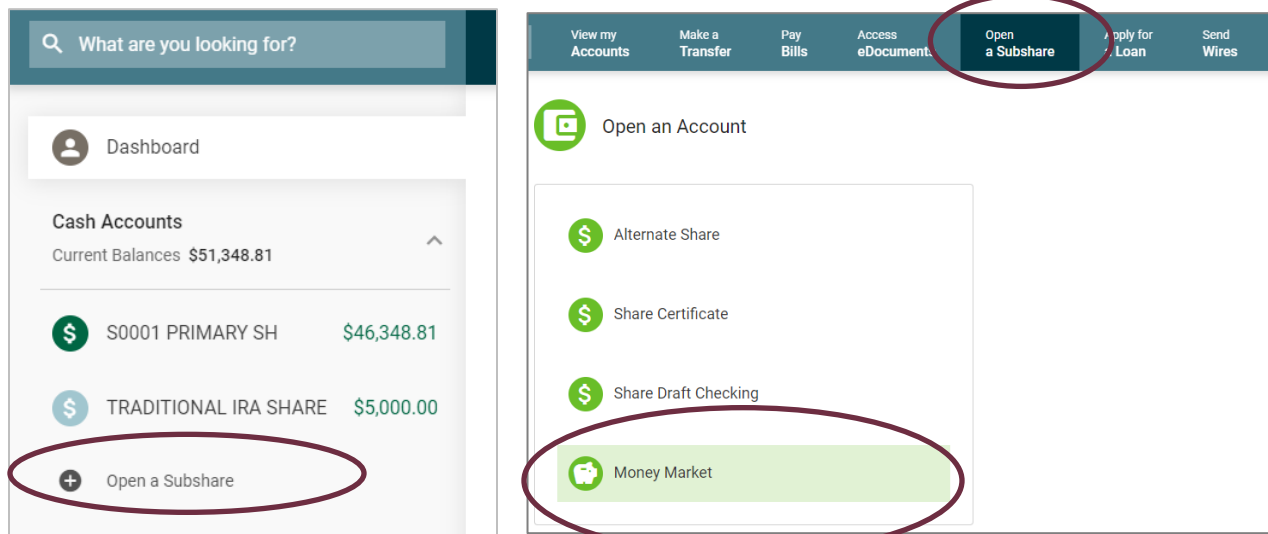 What are you looking for?
Dashboard
Cash Accounts
Current Balances $51,348.81
S0001 PRIMARY SH $46,348.81
TRADITIONAL IRA SHARE $5,000.00
Open a Subshare
View my Accounts
Make a Transfer
Pay Bills
Access eDocuments
Open a Subshare
Apply for a Loan
Send Wires
Open an Account
Alternate Share
Share Certificate
Share Draft Checking
Money Market